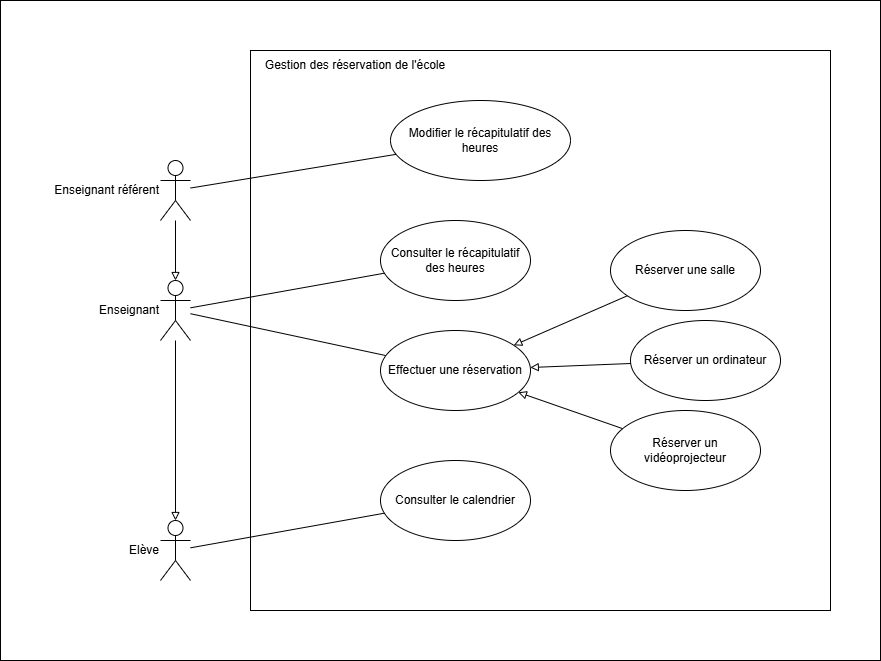 Gestion des réservation de l'école
Modifier le récapitulatif des
heures
Enseignant référent
Consulter le récapitulatif
des heures
Réserver une salle
Enseignant
Effectuer une réservation
Réserver un ordinateur
Réserver un
vidéoprojecteur
Consulter le calendrier
Elève